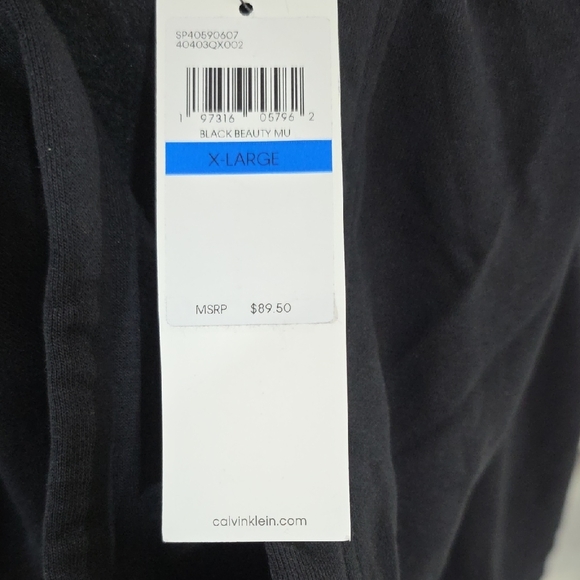 SP40590607
40403QX002
1 97316 05796 2
BLACK BEAUTY MU
X-LARGE
MSRP $89.50
calvinklein.com